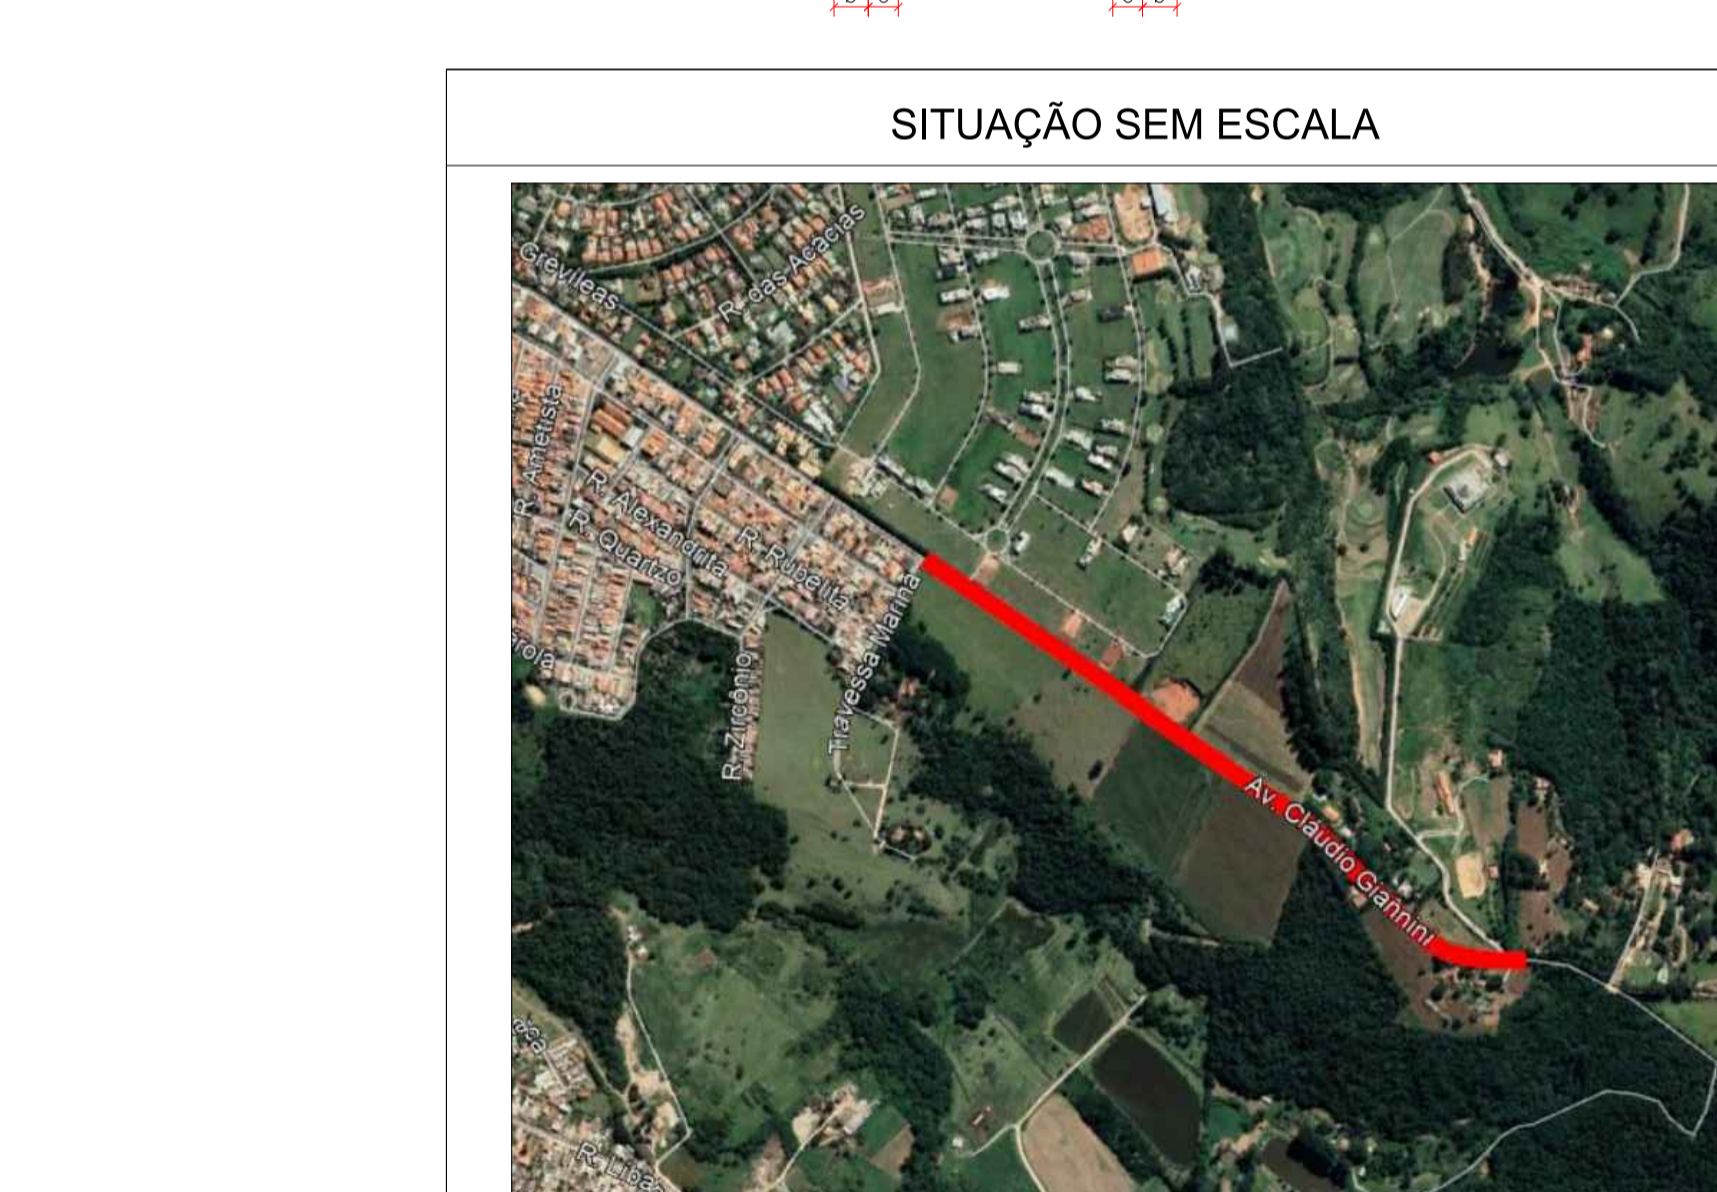 SITUAÇÃO SEM ESCALA
Grevíleas
R. das Acácias
R. Ametista
R. Alexandrita
R. Quartzo
R. Rubelita
Travessa Marina
R. Zircônio
Av. Cláudio Giannini